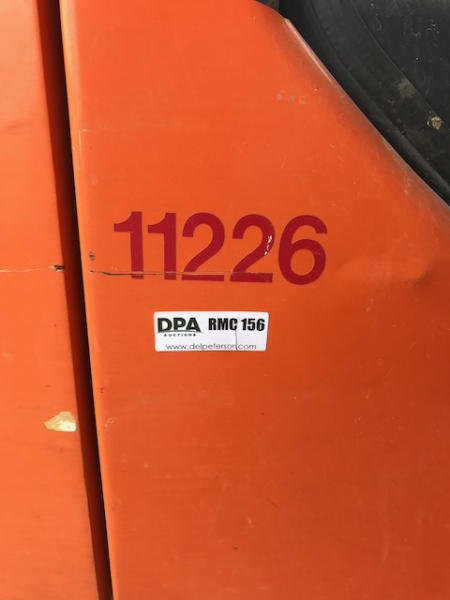 11226
DPA RMC 156
AUCTIONS
www.delpeterson.com